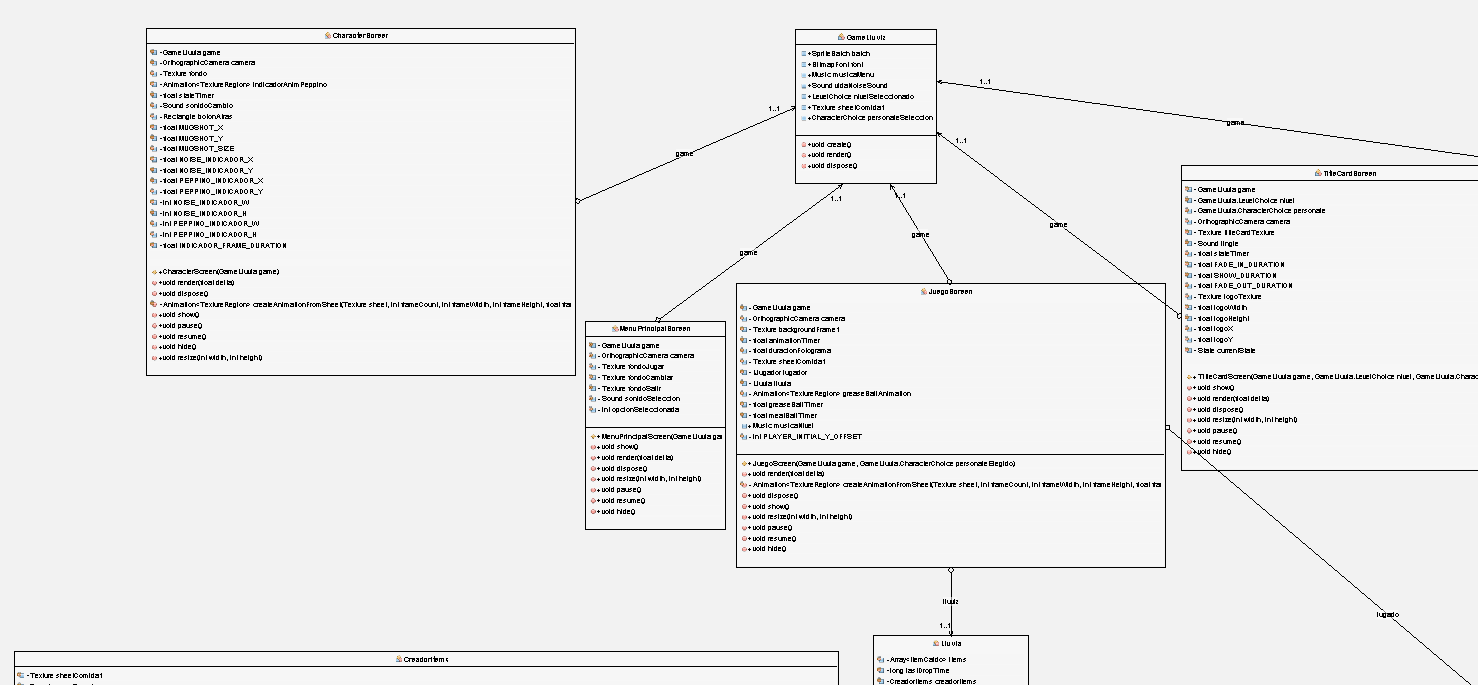 CharacterScreen
- GameLluvia game
- OrthographicCamera camera
- Texture fondo
- Animation<TextureRegion> indicadorAnimPeppino
- float stateTimer
- Sound sonidoCambio
- Rectangle botonAtras
- float MUGSHOT_X
- float MUGSHOT_Y
- float MUGSHOT_SIZE
- float NOISE_INDICADOR_X
- float NOISE_INDICADOR_Y
- float PEPPINO_INDICADOR_X
- float PEPPINO_INDICADOR_Y
- int NOISE_INDICADOR_W
- int NOISE_INDICADOR_H
- int PEPPINO_INDICADOR_W
- int PEPPINO_INDICADOR_H
- float INDICADOR_FRAME_DURATION
+ CharacterScreen(GameLluvia game)
+ void render(float delta)
+ void dispose()
- Animation<TextureRegion> createAnimationFromSheet(Texture sheet, int frameCount, int frameWidth, int frameHeight, float fra
+ void show()
+ void pause()
+ void resume()
+ void hide()
+ void resize(int width, int height)
GameLluvia
+ SpriteBatch batch
+ BitmapFont font
+ Music musicaMenu
+ Sound vidaNoiseSound
+ LevelChoice nivelSeleccionado
+ Texture sheetComida1
+ CharacterChoice personajeSeleccion
+ void create()
+ void render()
+ void dispose()
1..1
game
1..1
game
1..1
game
1..1
game
1..1
game
MenuPrincipalScreen
- GameLluvia game
- OrthographicCamera camera
- Texture fondoJugar
- Texture fondoCambiar
- Texture fondoSalir
- Sound sonidoSeleccion
- int opcionSeleccionada
+ MenuPrincipalScreen(GameLluvia ga
+ void show()
+ void render(float delta)
+ void dispose()
+ void resize(int width, int height)
+ void pause()
+ void resume()
+ void hide()
JuegoScreen
- GameLluvia game
- OrthographicCamera camera
- Texture backgroundFrame1
- float animationTimer
- float duracionFotograma
- Texture sheetComida1
- Jugador jugador
- Lluvia lluvia
- Animation<TextureRegion> greaseBallAnimation
- float greaseBallTimer
- float meatBallTimer
+ Music musicaNivel
- int PLAYER_INITIAL_Y_OFFSET
+ JuegoScreen(GameLluvia game, GameLluvia.CharacterChoice personajeElegido)
+ void render(float delta)
- Animation<TextureRegion> createAnimationFromSheet(Texture sheet, int frameCount, int frameWidth, int frameHeight, float fra
+ void dispose()
+ void show()
+ void resize(int width, int height)
+ void pause()
+ void resume()
+ void hide()
TitleCardScreen
- GameLluvia game
- GameLluvia.LevelChoice nivel
- GameLluvia.CharacterChoice personaje
- OrthographicCamera camera
- Texture titleCardTexture
- Sound jingle
- float stateTimer
- float FADE_IN_DURATION
- float SHOW_DURATION
- float FADE_OUT_DURATION
- Texture logoTexture
- float logoWidth
- float logoHeight
- float logoX
- float logoY
- State currentState
+ TitleCardScreen(GameLluvia game, GameLluvia.LevelChoice nivel, GameLluvia.Charac
+ void show()
+ void render(float delta)
+ void dispose()
+ void resize(int width, int height)
+ void pause()
+ void resume()
+ void hide()
lluvia
1..1
jugado
Lluvia
- Array<ItemCaido> items
- long lastDropTime
- CreadorItems creadorItems
CreadorItems
- Texture sheetComida1